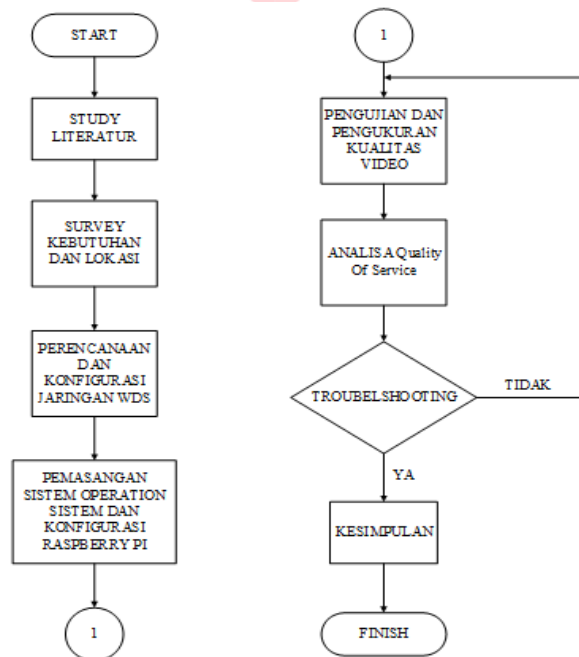 START
STUDY
LITERATUR
SURVEY
KEBUTUHAN
DAN LOKASI
PERENCANAAN
DAN
KONFIGURASI
JARINGAN WDS
PEMASANGAN
SISTEM OPERATION
SISTEM DAN
KONFIGURASI
RASPBERRY PI
1
1
PENGUJIAN DAN
PENGUKURAN
KUALITAS
VIDEO
ANALISA Quality
Of Service
TROUBELSHOOTING
TIDAK
YA
KESIMPULAN
FINISH